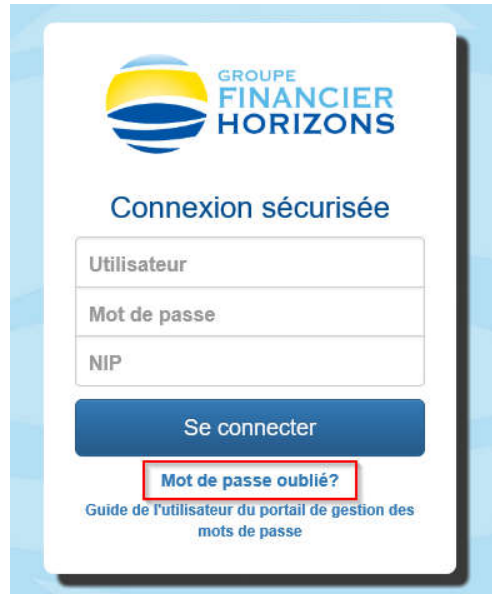 GROUPE
FINANCIER
HORIZONS
Connexion sécurisée
Utilisateur
Mot de passe
NIP
Se connecter
Mot de passe oublié?
Guide de l'utilisateur du portail de gestion des
mots de passe